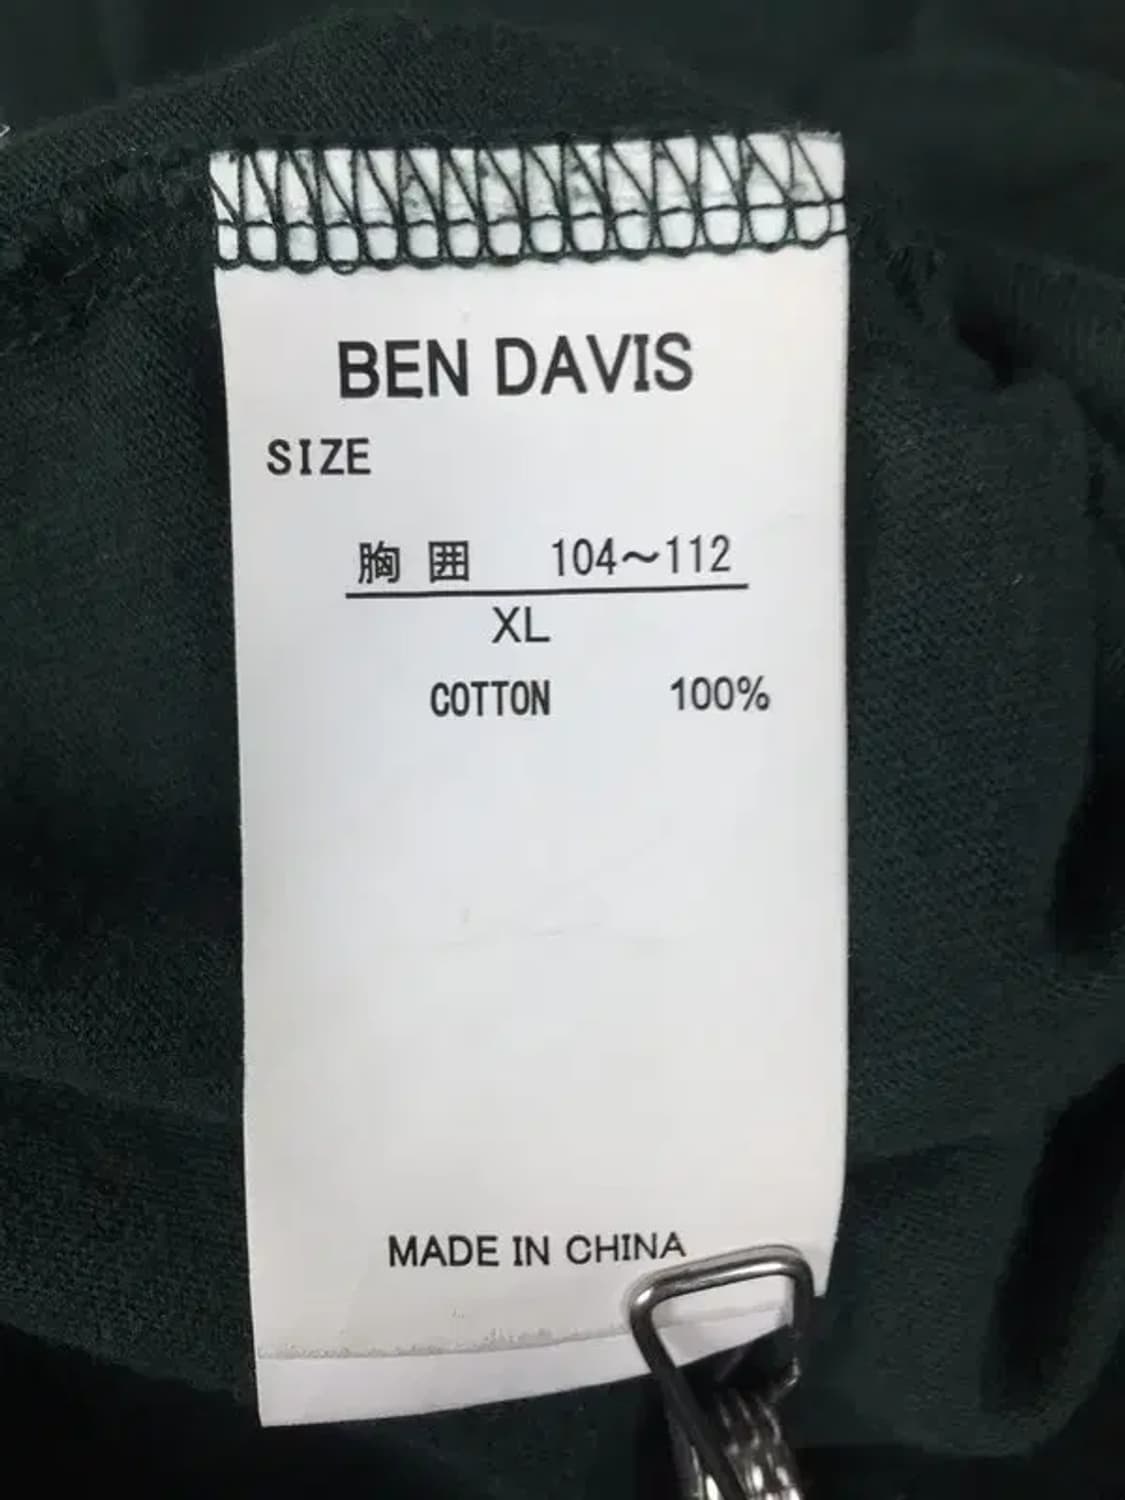 BEN DAVIS
SIZE
胸 囲 104～112
XL
COTTON 100%
MADE IN CHINA